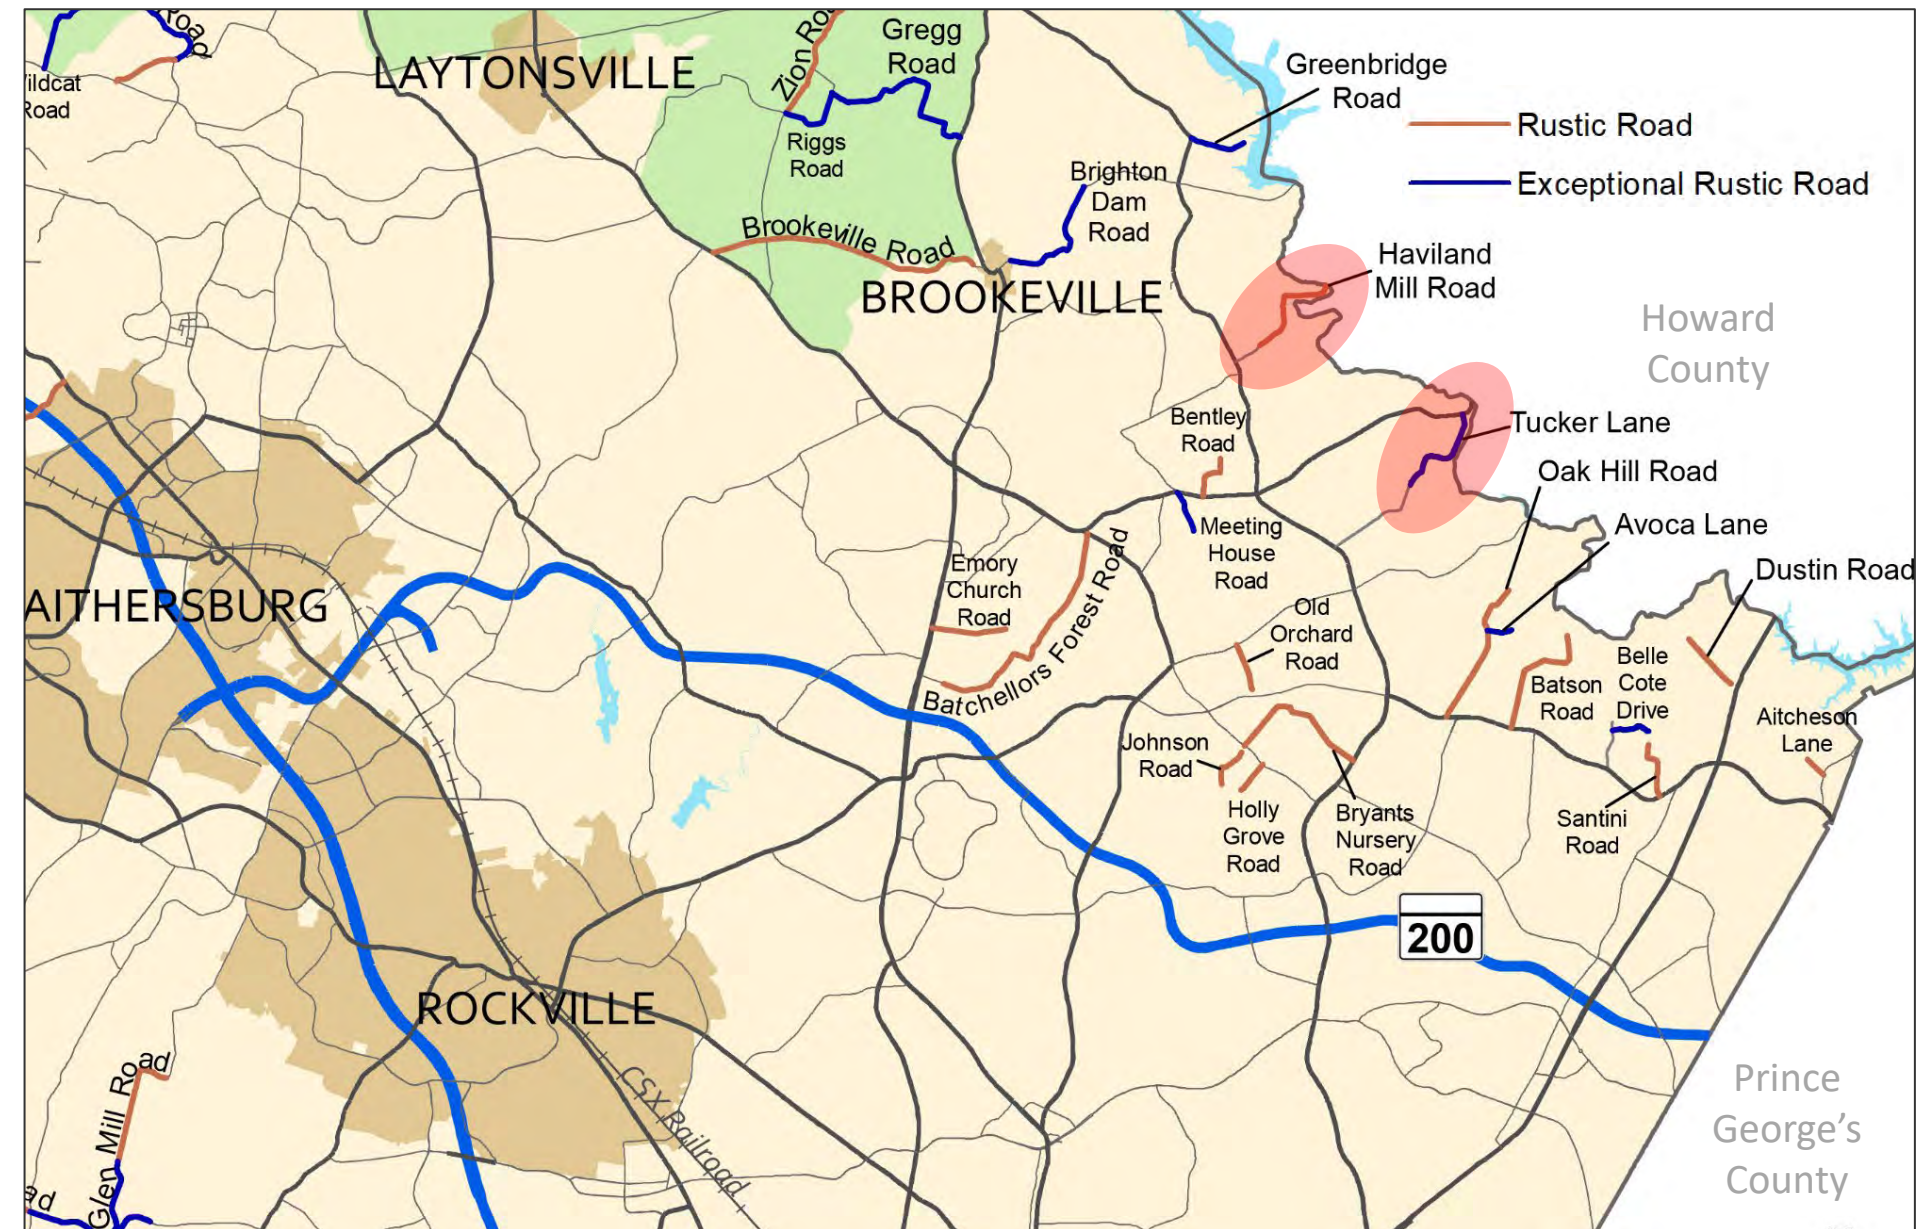 Road
ildcat
Road
LAYTONSVILLE
Zion Roa
Gregg
Road
Riggs
Road
Greenbridge
Road
Rustic Road
Exceptional Rustic Road
Brighton
Dam
Road
Brookeville Road
BROOKEVILLE
Haviland
Mill Road
Howard
County
Bentley
Road
Tucker Lane
Oak Hill Road
Avoca Lane
Dustin Road
Meeting
House
Road
Emory
Church
Road
Batchellors Forest Road
AITHERSBURG
Old
Orchard
Road
Belle
Cote
Drive
Batson
Road
Aitcheson
Lane
Johnson
Road
Holly
Grove
Road
Bryants
Nursery
Road
Santini
Road
200
ROCKVILLE
CSX Railroad
Glen Mill Road
ad
Prince
George's
County